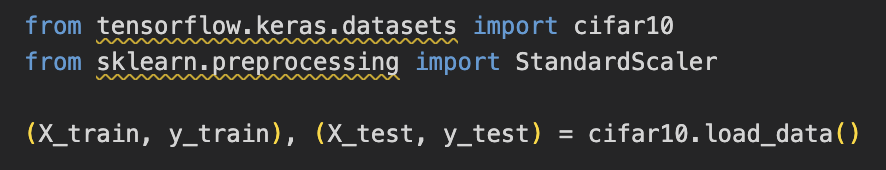 from tensorflow.keras.datasets import cifar10
from sklearn.preprocessing import StandardScaler
(X_train, y_train), (X_test, y_test) = cifar10.load_data()